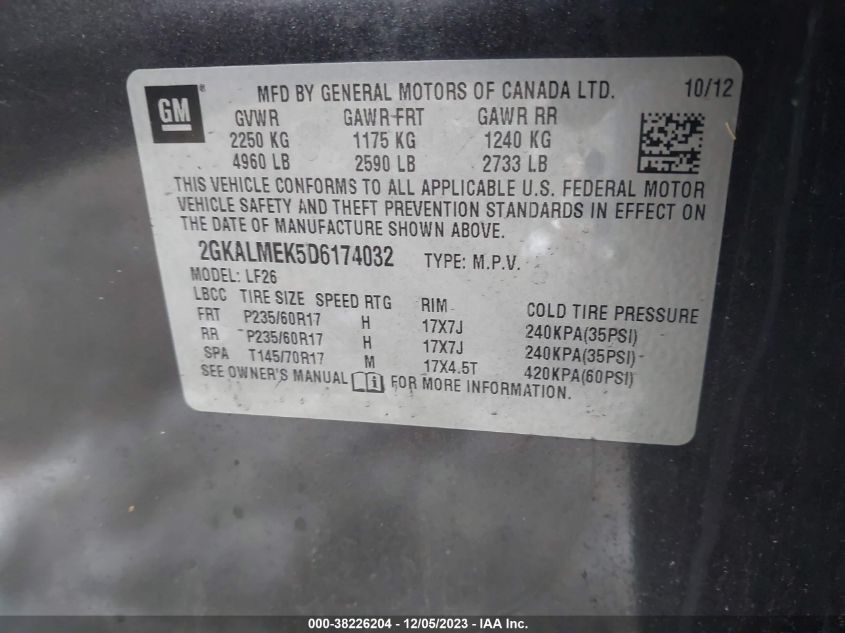 GM
MFD BY GENERAL MOTORS OF CANADA LTD. 10/12
GVWR GAWR FRT GAWR RR
2250 KG 1175 KG 1240 KG
4960 LB 2590 LB 2733 LB
THIS VEHICLE CONFORMS TO ALL APPLICABLE U.S. FEDERAL MOTOR
VEHICLE SAFETY AND THEFT PREVENTION STANDARDS IN EFFECT ON
THE DATE OF MANUFACTURE SHOWN ABOVE.
2GKALMEK5D6174032 TYPE: M.P.V.
MODEL: LF26
LBCC TIRE SIZE SPEED RTG RIM COLD TIRE PRESSURE
FRT P235/60R17 H 17X7J 240KPA(35PSI)
RR P235/60R17 H 17X7J 240KPA(35PSI)
SPA T145/70R17 M 17X4.5T 420KPA(60PSI)
SEE OWNER'S MANUAL FOR MORE INFORMATION.
000-38226204 - 12/05/2023 - IAA Inc.